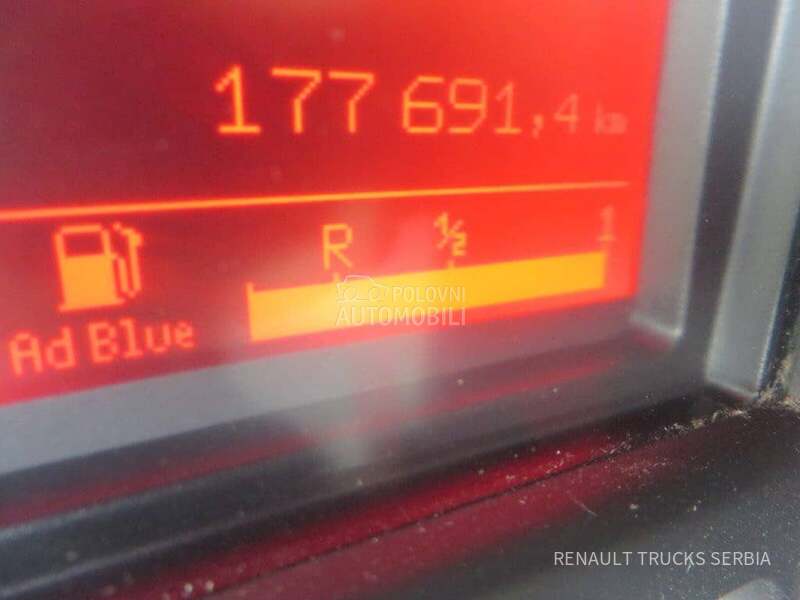 177 691,4 km
R ½ 1
Ad Blue
POLOVNI
AUTOMOBILI
RENAULT TRUCKS SERBIA